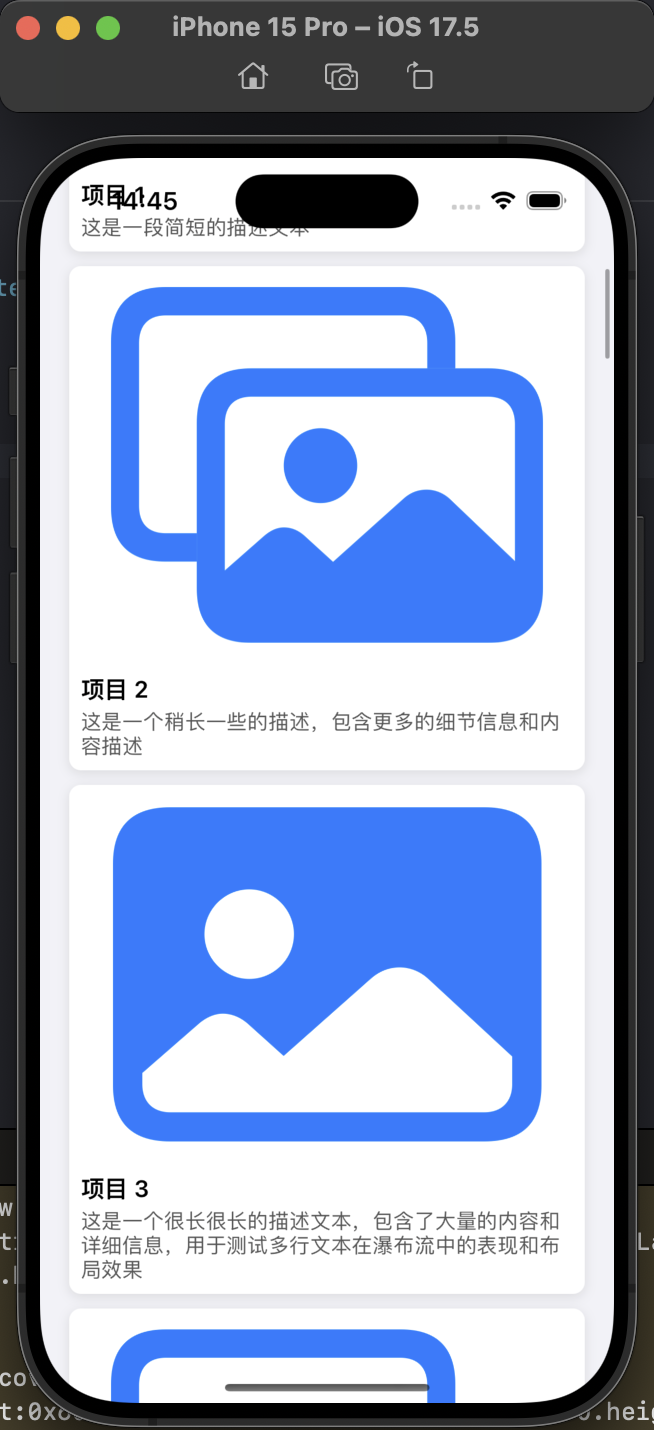 iPhone 15 Pro – iOS 17.5
项目 1
14:45
这是一段简短的描述文本
te
项目 2
这是一个稍长一些的描述，包含更多的细节信息和内
容描述
项目 3
这是一个很长很长的描述文本，包含了大量的内容和
详细信息，用于测试多行文本在瀑布流中的表现和布
局效果